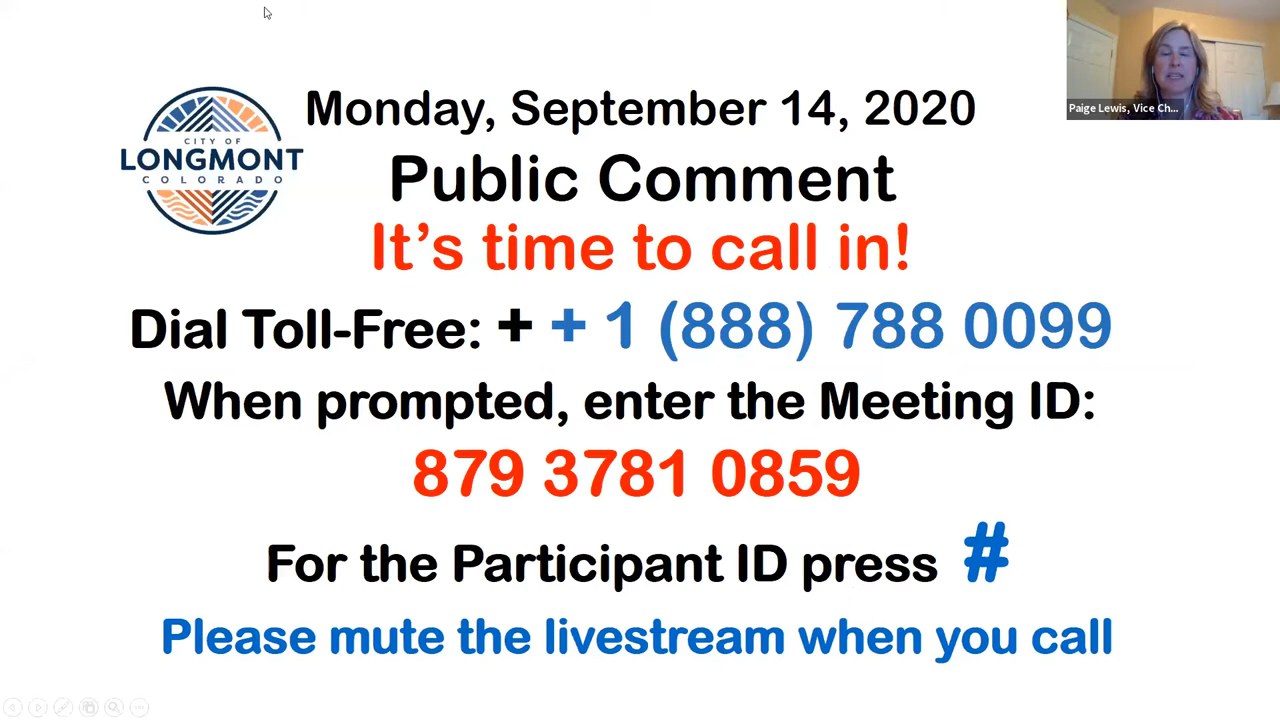 Monday, September 14, 2020
CITY OF
LONGMONT
COLORADO
Public Comment
It's time to call in!
Dial Toll-Free: + + 1 (888) 788 0099
When prompted, enter the Meeting ID:
879 3781 0859
For the Participant ID press #
Please mute the livestream when you call
Paige Lewis, Vice Ch...